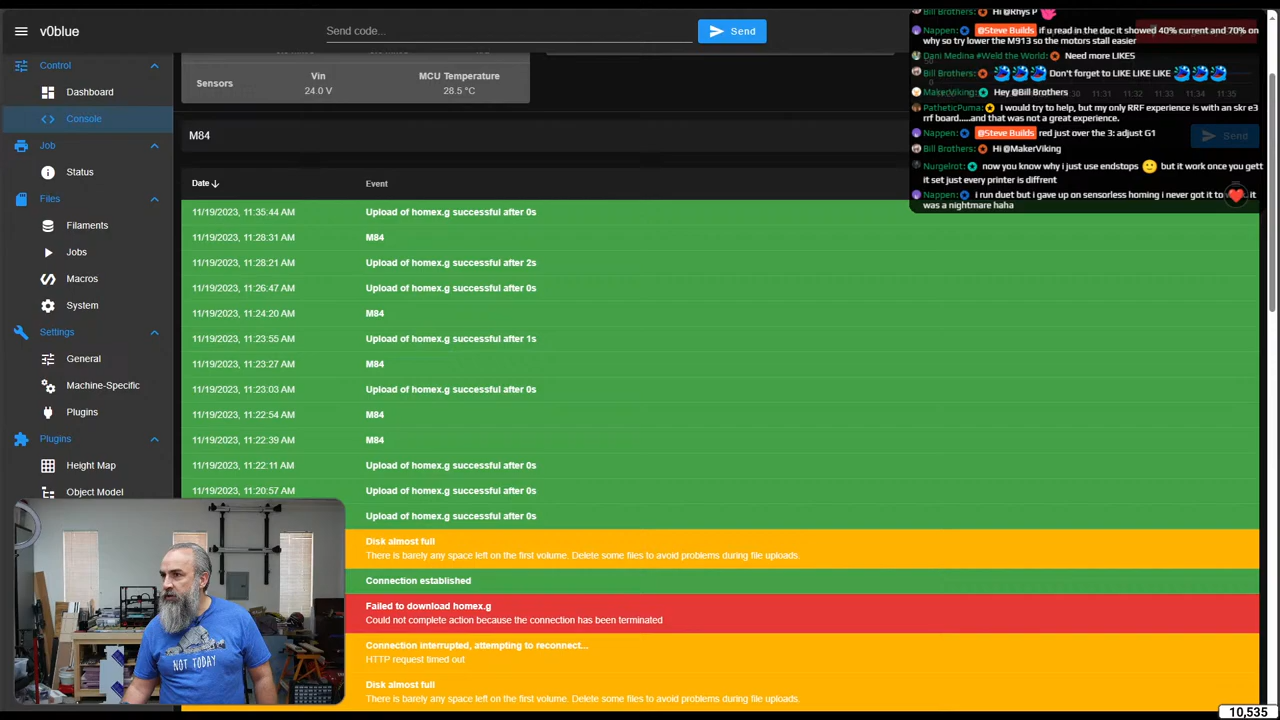 v0blue
Send code...
Send
Control
Dashboard
Console
Job
Status
Files
Filaments
Jobs
Macros
System
Settings
General
Machine-Specific
Plugins
Plugins
Height Map
Object Model
Sensors
Vin
24.0 V
MCU Temperature
28.5 °C
M84
Date
Event
11/19/2023, 11:35:44 AM Upload of homex.g successful after 0s
11/19/2023, 11:28:31 AM M84
11/19/2023, 11:28:21 AM Upload of homex.g successful after 2s
11/19/2023, 11:26:47 AM Upload of homex.g successful after 0s
11/19/2023, 11:24:20 AM M84
11/19/2023, 11:23:55 AM Upload of homex.g successful after 1s
11/19/2023, 11:23:27 AM M84
11/19/2023, 11:23:03 AM Upload of homex.g successful after 0s
11/19/2023, 11:22:54 AM M84
11/19/2023, 11:22:39 AM M84
11/19/2023, 11:22:11 AM Upload of homex.g successful after 0s
11/19/2023, 11:20:57 AM Upload of homex.g successful after 0s
Upload of homex.g successful after 0s
Disk almost full
There is barely any space left on the first volume. Delete some files to avoid problems during file uploads.
Connection established
Failed to download homex.g
Could not complete action because the connection has been terminated
Connection interrupted, attempting to reconnect...
HTTP request timed out
Disk almost full
There is barely any space left on the first volume. Delete some files to avoid problems during file uploads.
Bill Brothers: Hi @Rhys P
Nappen: @Steve Builds if u read in the doc it showed 40% current and 70% on
why so try lower the M913 so the motors stall easier
Dani Medina #Weld the World: Need more LIKES
Bill Brothers: Don't forget to LIKE LIKE LIKE
MakerViking: Hey @Bill Brothers
PatheticPuma: I would try to help, but my only RRF experience is with an skr e3
rrf board.....and that was not a great experience.
Nappen: @Steve Builds red just over the 3: adjust G1
Bill Brothers: Hi @MakerViking
Nurgelrot: now you know why i just use endstops but it work once you gett
it set just every printer is diffrent
Nappen: i run duet but i gave up on sensorless homing i never got it to it
was a nightmare haha
Send
NOT TODAY
10,535